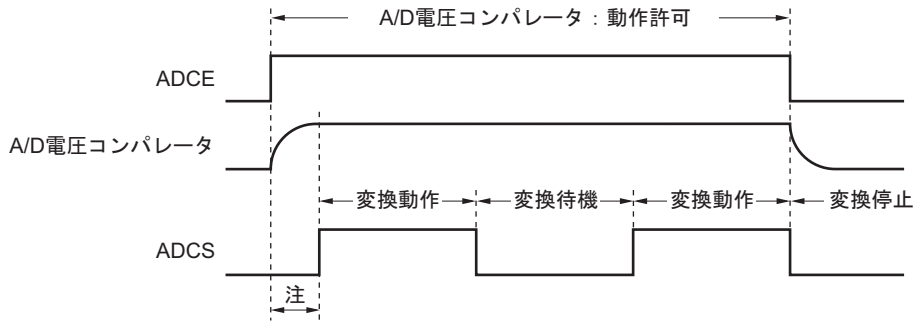 A/D電圧コンパレータ：動作許可
ADCE
A/D電圧コンパレータ
変換動作
変換待機
変換動作
変換停止
ADCS
注